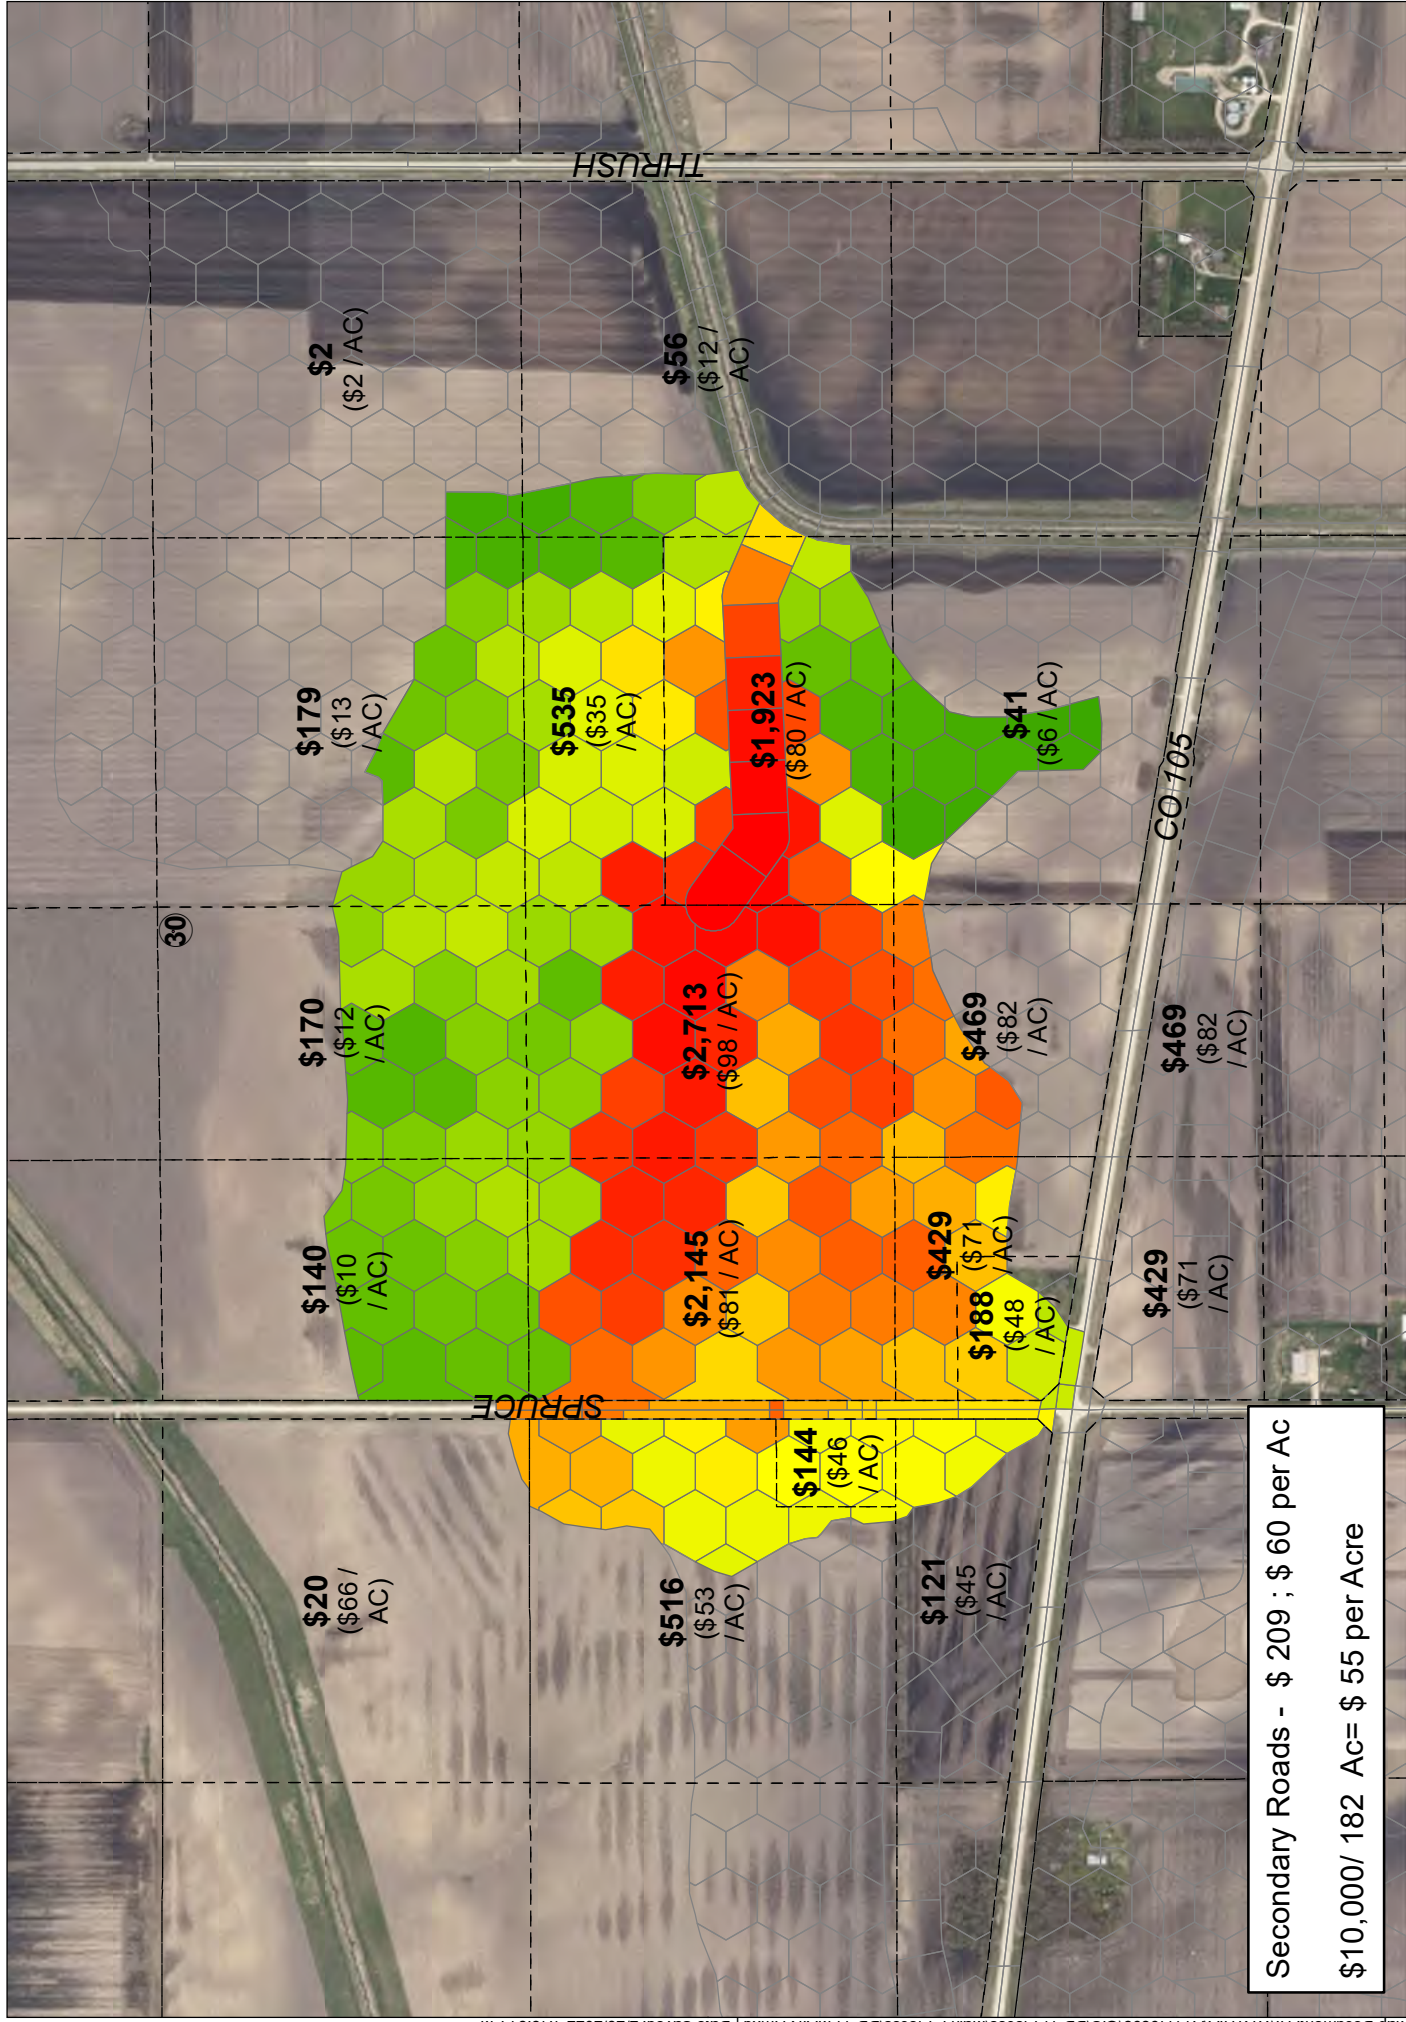 30
$20
($66 /
AC)
$140
($10
/ AC)
$170
($12
/ AC)
$179
($13
/ AC)
$2
($2 / AC)
SPRUCE
$535
($35
/ AC)
THRUSH
$516
($53
/ AC)
$2,145
($81 / AC)
$2,713
($98 / AC)
$56
($12 /
AC)
$144
($46
/ AC)
$1,923
($80 / AC)
$121
($45
/ AC)
$429
($71
/ AC)
$188
($48
/ AC)
$469
($82
/ AC)
$41
($6 / AC)
$429
($71
/ AC)
$469
($82
/ AC)
CO 105
Secondary Roads - $ 209 ; $ 60 per Ac
$10,000/ 182 Ac= $ 55 per Acre